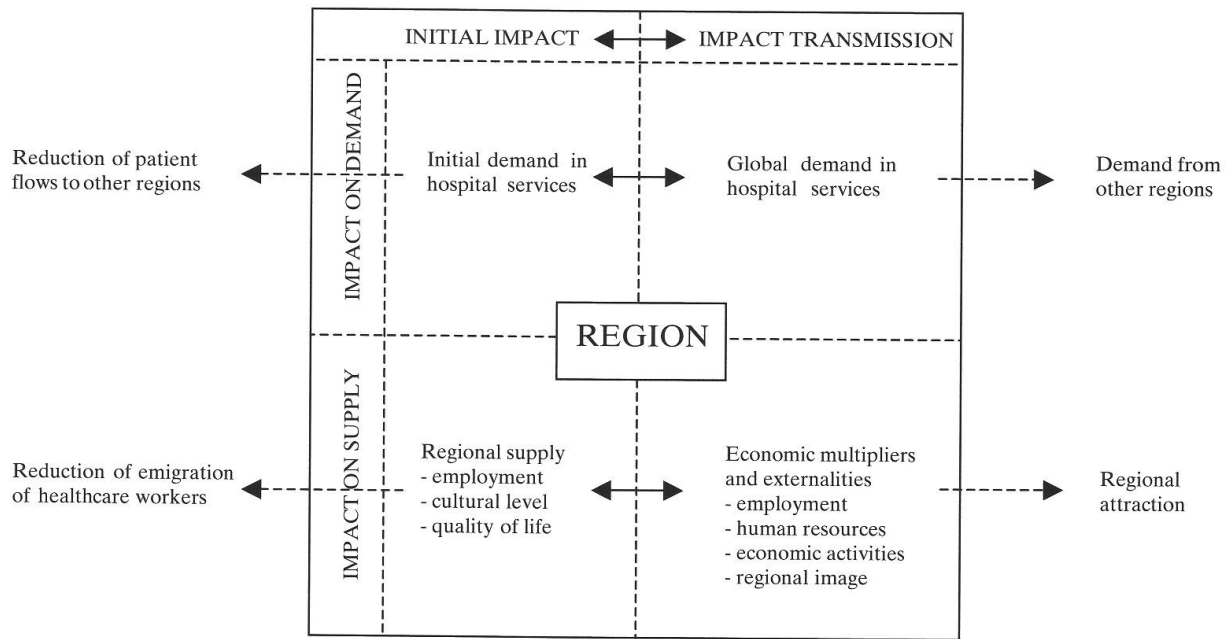 INITIAL IMPACT
IMPACT TRANSMISSION
IMPACT ON DEMAND
Reduction of patient
flows to other regions
Initial demand in
hospital services
Global demand in
hospital services
Demand from
other regions
REGION
IMPACT ON SUPPLY
Reduction of emigration
of healthcare workers
Regional supply
- employment
- cultural level
- quality of life
Economic multipliers
and externalities
- employment
- human resources
- economic activities
- regional image
Regional
attraction